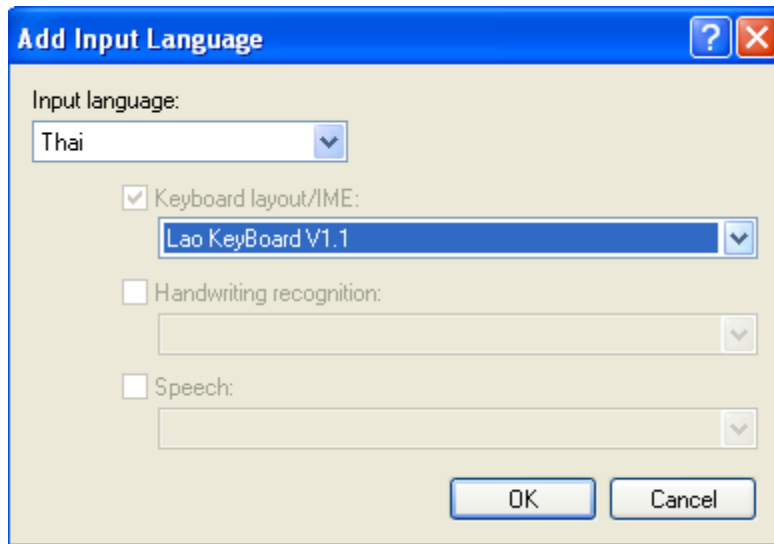 Add Input Language
Input language:
Thai
Keyboard layout/IME:
Lao KeyBoard V1.1
Handwriting recognition:
Speech:
OK Cancel